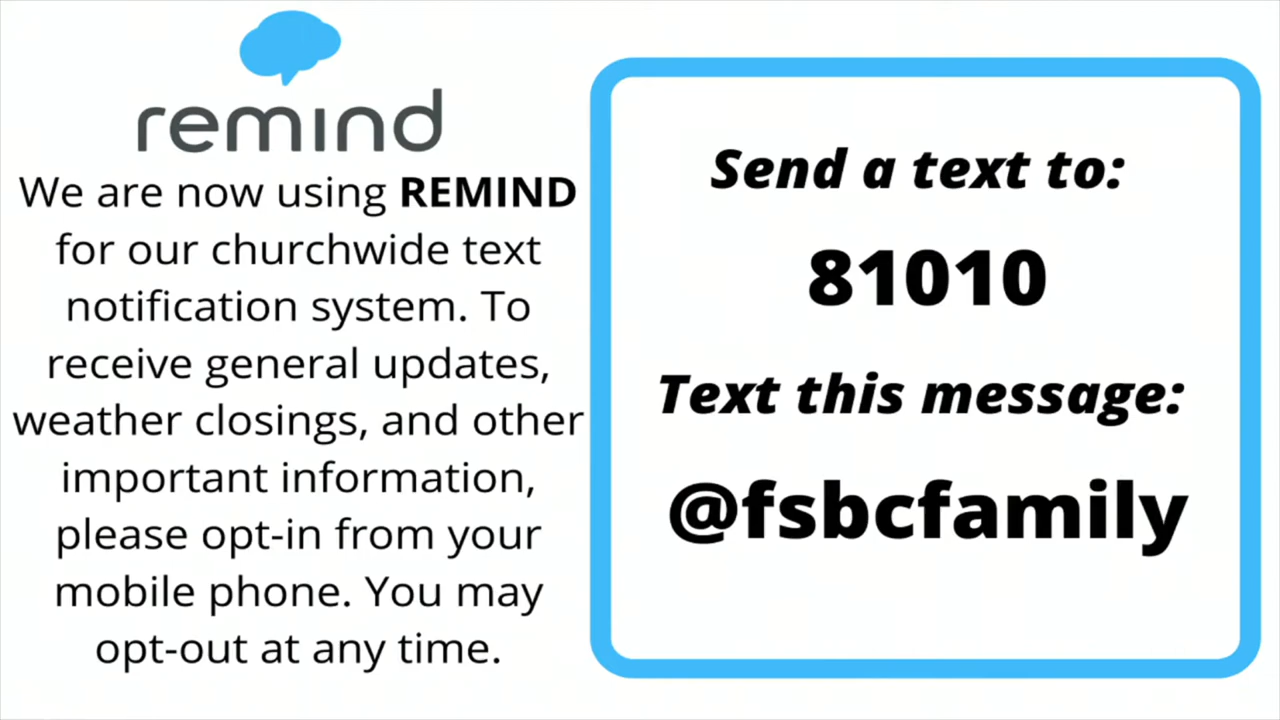 remind
We are now using REMIND
for our churchwide text
notification system. To
receive general updates,
weather closings, and other
important information,
please opt-in from your
mobile phone. You may
opt-out at any time.
Send a text to:
81010
Text this message:
@fsbcfamily